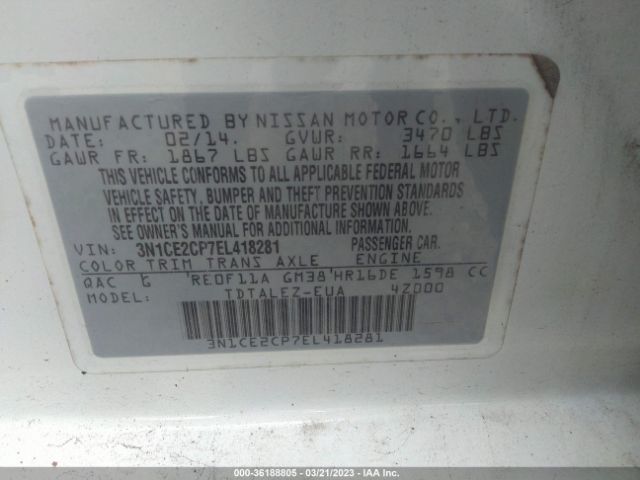 MANUFACTURED BY NISSAN MOTOR CO., LTD.
DATE: 02/14. GVWR: 3470 LBS
GAWR FR: 1867 LBS GAWR RR: 1664 LBS
THIS VEHICLE CONFORMS TO ALL APPLICABLE FEDERAL MOTOR
VEHICLE SAFETY, BUMPER AND THEFT PREVENTION STANDARDS
IN EFFECT ON THE DATE OF MANUFACTURE SHOWN ABOVE.
SEE OWNER'S MANUAL FOR ADDITIONAL INFORMATION.
VIN: 3N1CE2CP7EL418281 PASSENGER CAR.
COLOR TRIM TRANS AXLE ENGINE
QAC G RE0F11A GM38 HR16DE 1598 CC
MODEL: TDTALEZ-EUA 4Z000
3N1CE2CP7EL418281
000-36188805 - 03/21/2023 - IAA Inc.